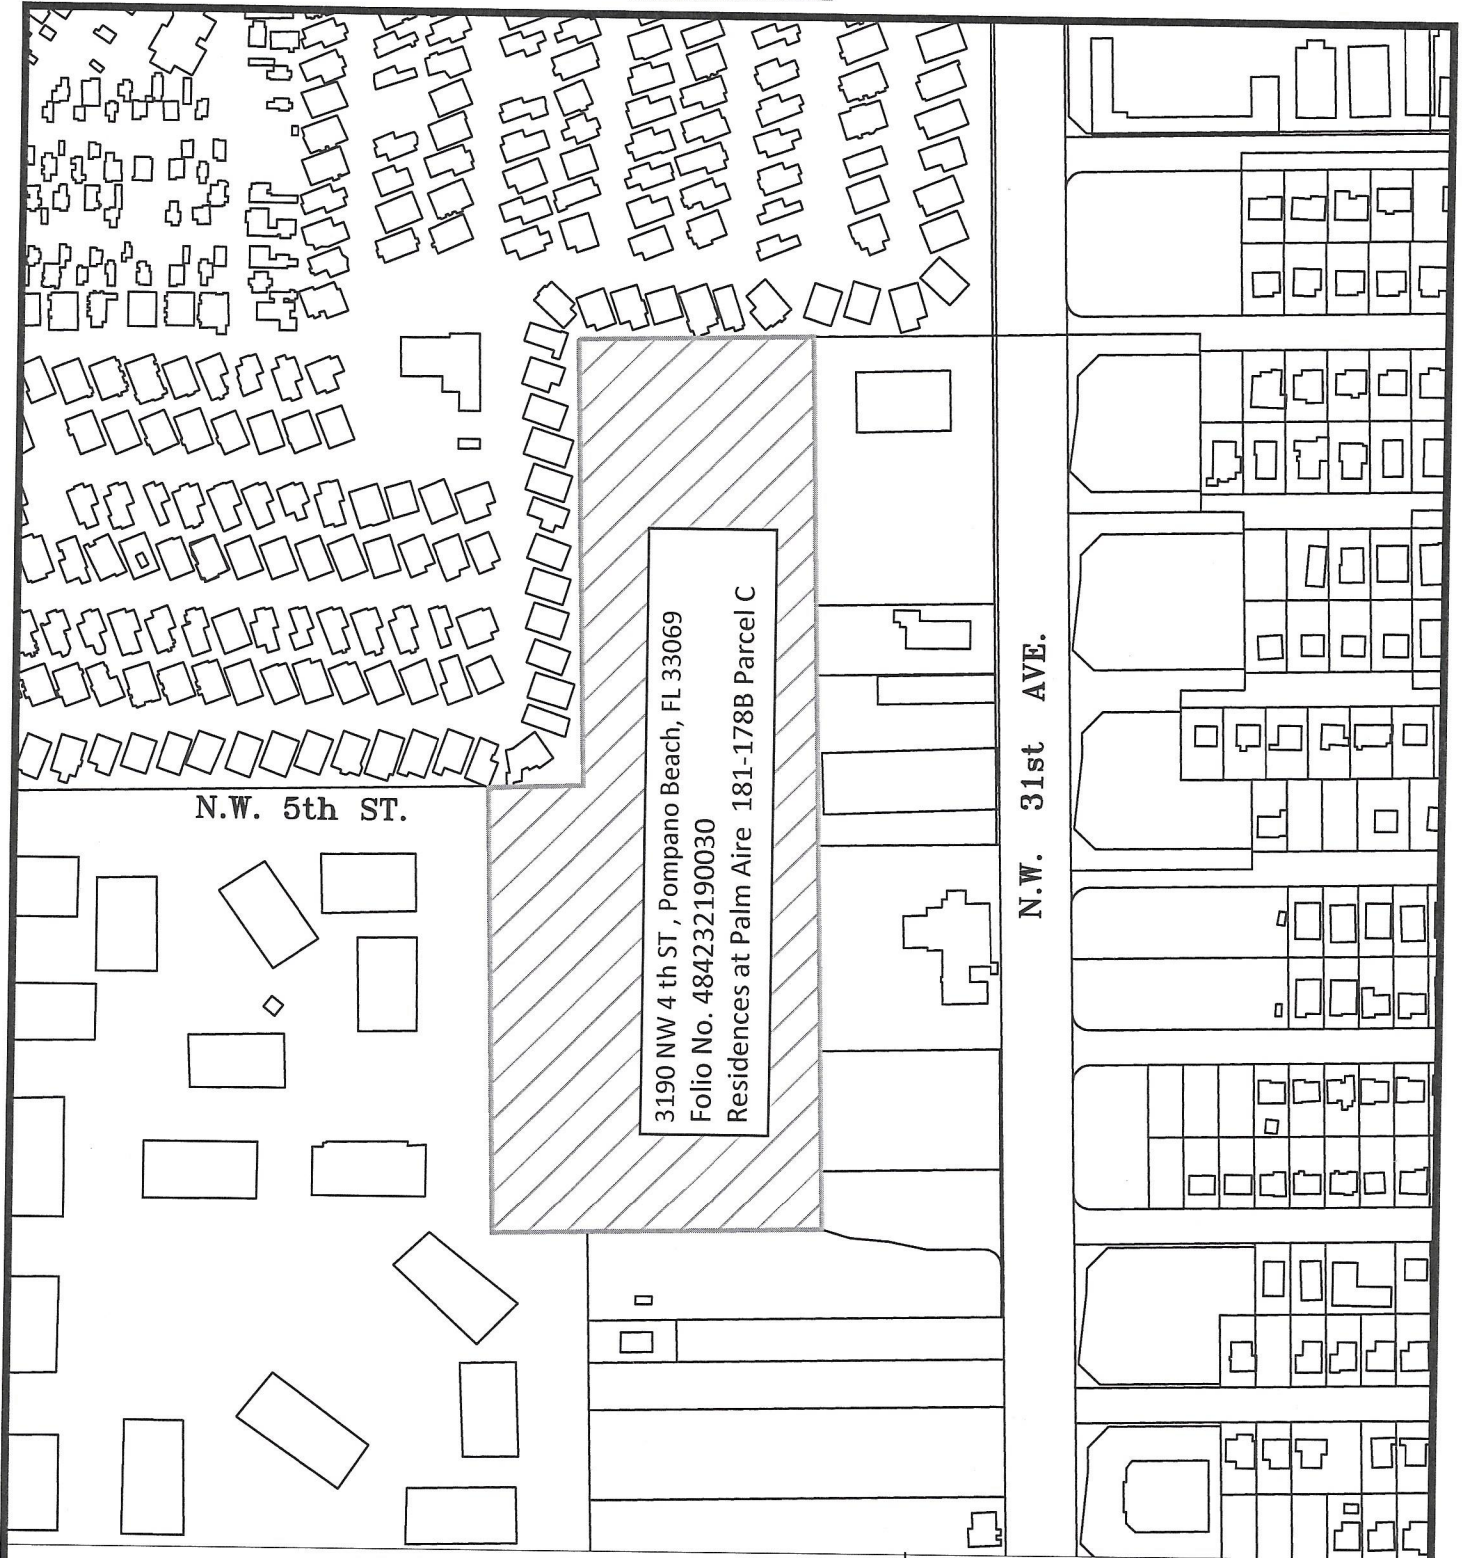 N.W. 5th ST.
3190 NW 4 th ST , Pompano Beach, FL 33069
Folio No. 484232190030
Residences at Palm Aire 181-178B Parcel C
N.W. 31st AVE.